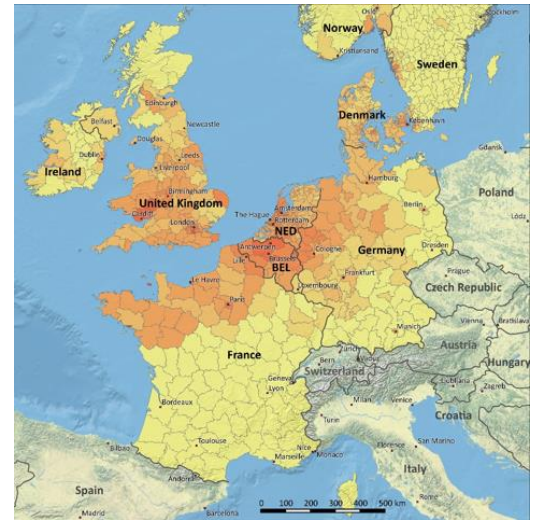 Stockholm
Oslo
Norway
Kristiansand
Sweden
Edinburgh
Denmark
Belfast
Newcastle
København
Douglas
Gdansk
Dublin
Leeds
Hamburg
Ireland
Liverpool
Birmingham
Poland
United Kingdom
Amsterdam
Berlin
Cardiff
London
The Hague
Rotterdam
Lódz
NED
Antwerpen
Cologne
Germany
Dresden
Lille
Brussels
BEL
Frankfurt
Prague
Le Havre
Luxembourg
Czech Republic
Paris
Vienna
Bratislava
Munich
Austria
France
Zurich
Vaduz
Hungary
Bern
Switzerland
Geneva
Ljubljana
Zagreb
Lyon
Milan
Venice
Croatia
Bordeaux
Turin
Toulouse
Nice
Florence
San Marino
Bilbao
Marseille
Monaco
Andorra
Italy
Spain
0 100 200 300 400 500 km
Rome
Madrid
Barcelona